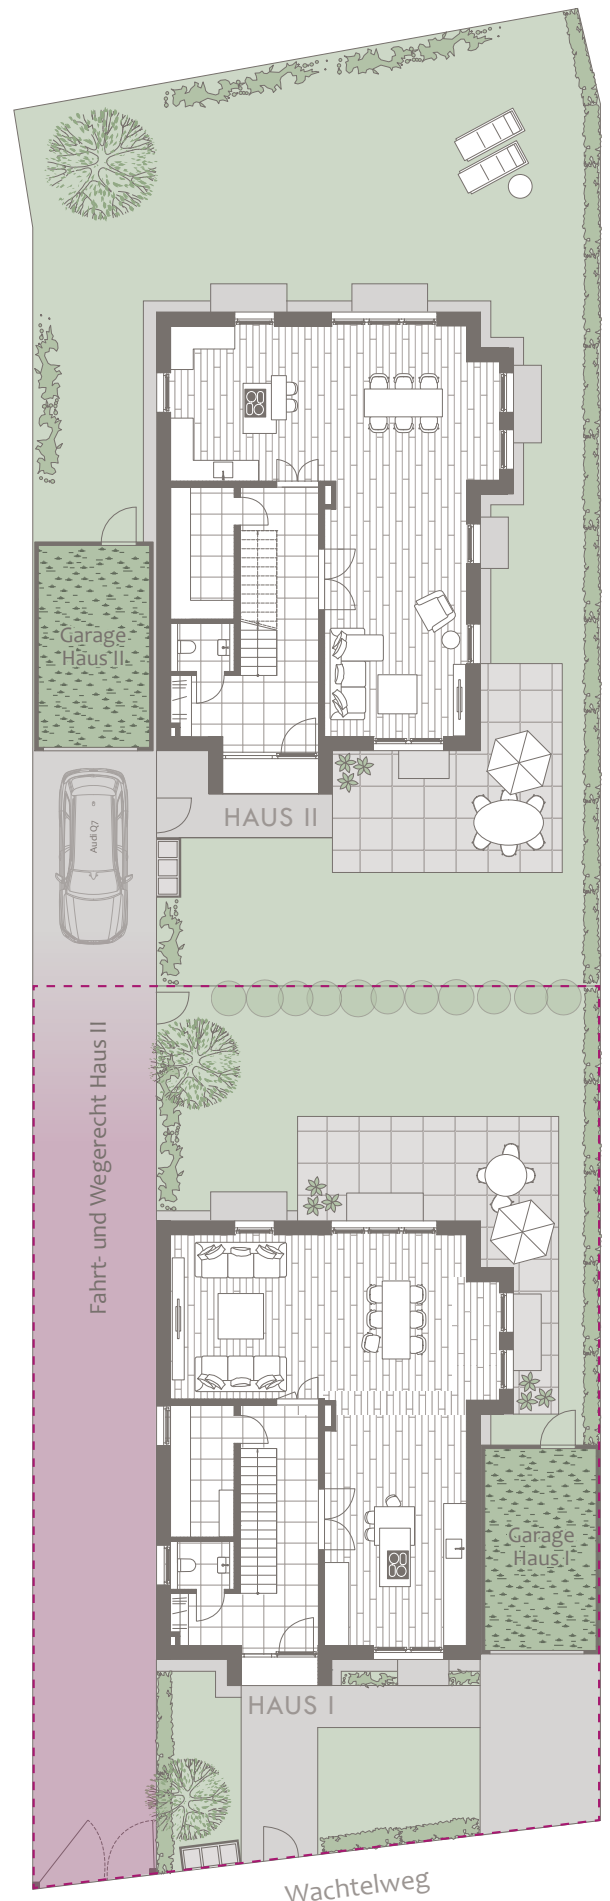 Garage
Haus II
Audi Q7
HAUS II
Fahrt- und Wegerecht Haus II
Garage
Haus I
HAUS I
Wachtelweg